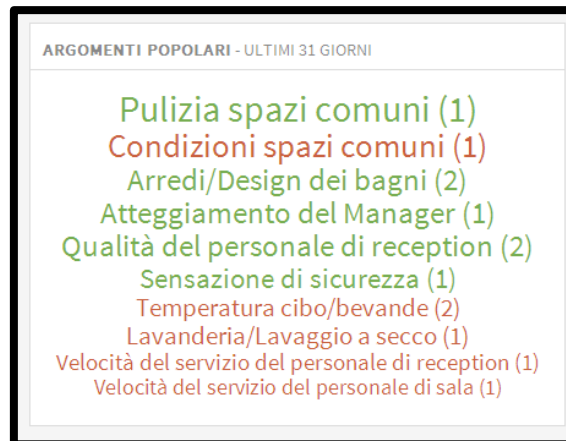 ARGOMENTI POPOLARI - ULTIMI 31 GIORNI
Pulizia spazi comuni (1)
Condizioni spazi comuni (1)
Arredi/Design dei bagni (2)
Atteggiamento del Manager (1)
Qualità del personale di reception (2)
Sensazione di sicurezza (1)
Temperatura cibo/bevande (2)
Lavanderia/Lavaggio a secco (1)
Velocità del servizio del personale di reception (1)
Velocità del servizio del personale di sala (1)